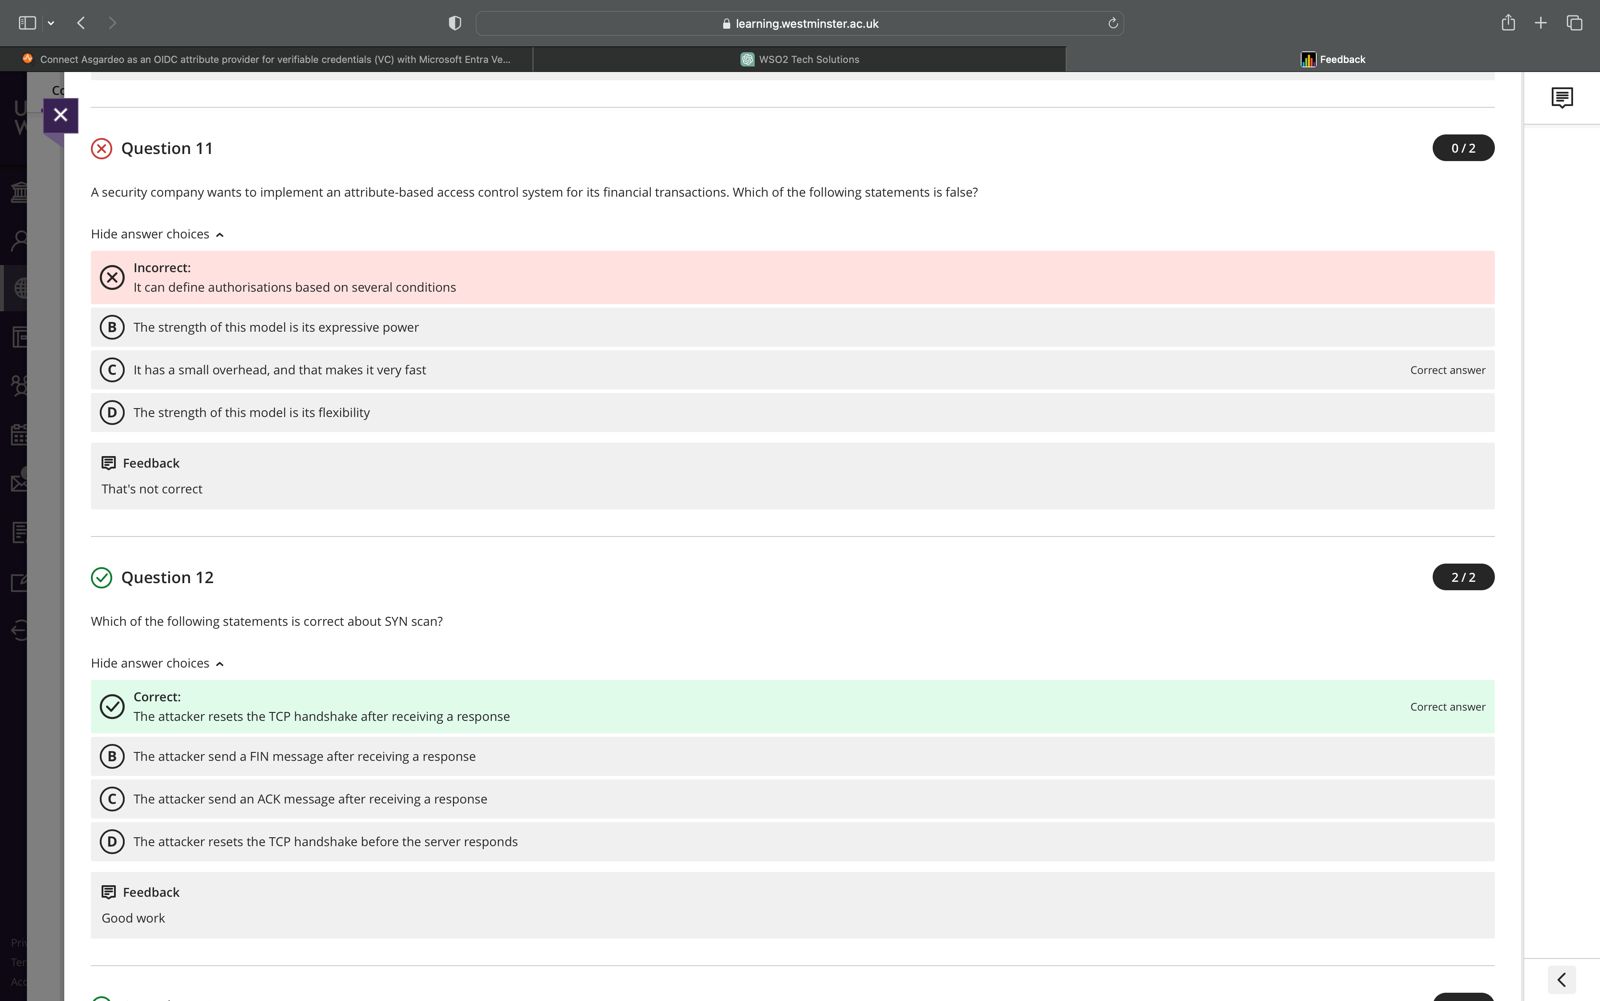 learning.westminster.ac.uk
Connect Asgardeo as an OIDC attribute provider for verifiable credentials (VC) with Microsoft Entra Ve...
WSO2 Tech Solutions
Feedback
Question 11
0 / 2
A security company wants to implement an attribute-based access control system for its financial transactions. Which of the following statements is false?
Hide answer choices
Incorrect:
It can define authorisations based on several conditions
B The strength of this model is its expressive power
C It has a small overhead, and that makes it very fast Correct answer
D The strength of this model is its flexibility
Feedback
That's not correct
Question 12
2 / 2
Which of the following statements is correct about SYN scan?
Hide answer choices
Correct:
The attacker resets the TCP handshake after receiving a response
Correct answer
B The attacker send a FIN message after receiving a response
C The attacker send an ACK message after receiving a response
D The attacker resets the TCP handshake before the server responds
Feedback
Good work